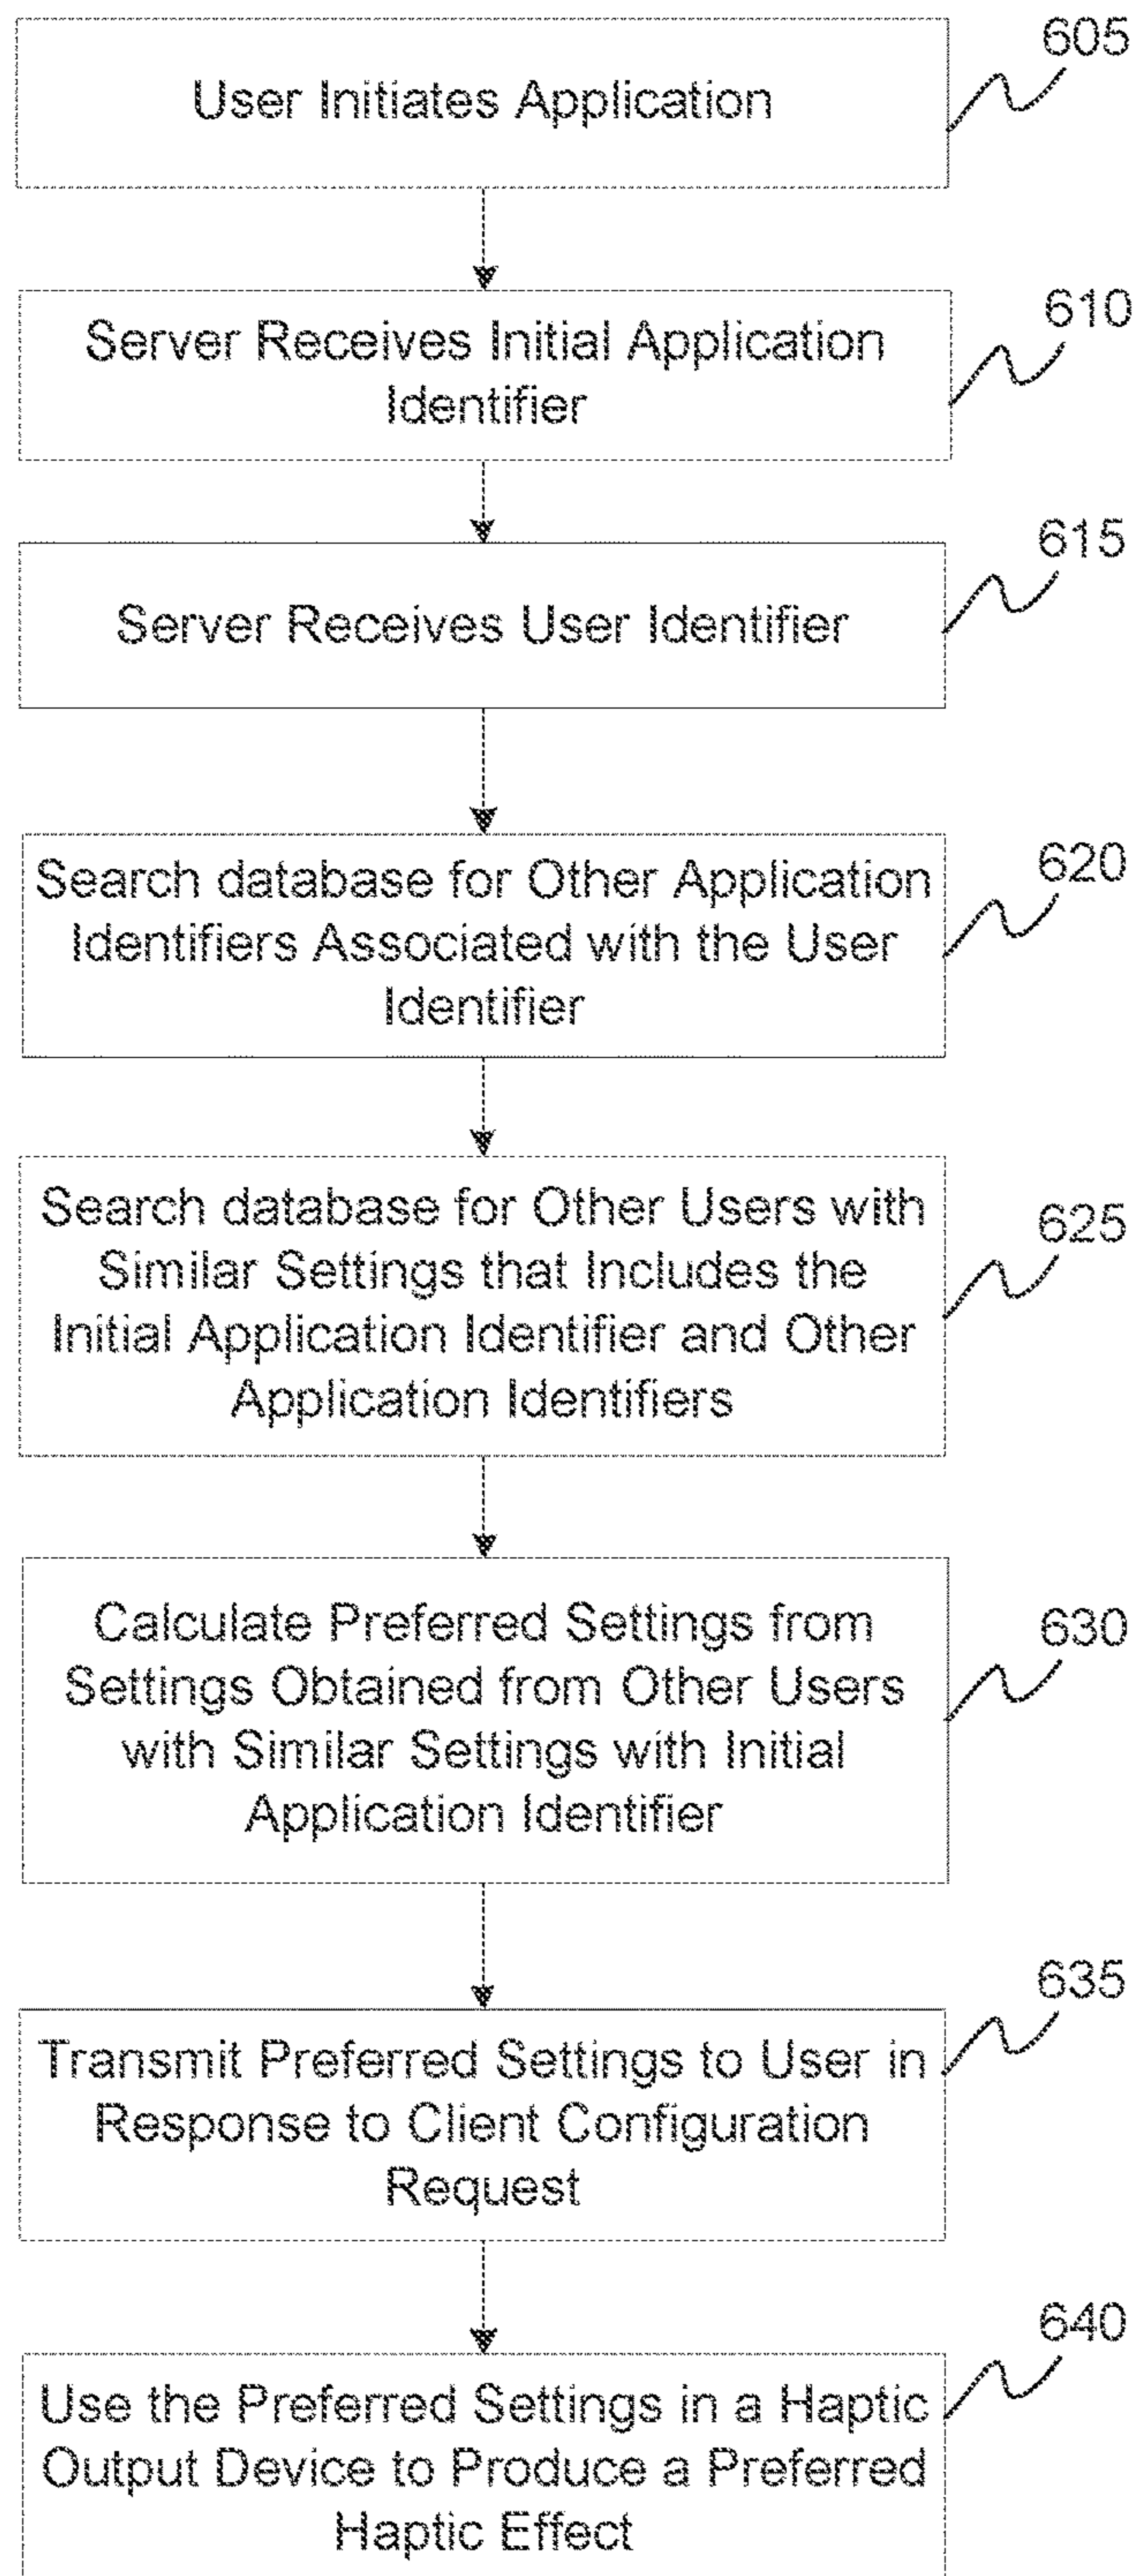 605
User Initiates Application
610
Server Receives Initial Application
Identifier
615
Server Receives User Identifier
620
Search database for Other Application
Identifiers Associated with the User
Identifier
625
Search database for Other Users with
Similar Settings that Includes the
Initial Application Identifier and Other
Application Identifiers
630
Calculate Preferred Settings from
Settings Obtained from Other Users
with Similar Settings with Initial
Application Identifier
635
Transmit Preferred Settings to User in
Response to Client Configuration
Request
640
Use the Preferred Settings in a Haptic
Output Device to Produce a Preferred
Haptic Effect